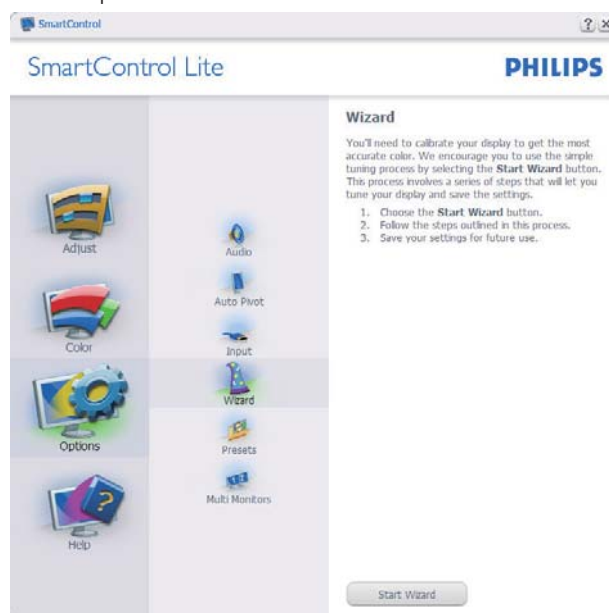 SmartControl
SmartControl Lite
PHILIPS
Adjust
Color
Options
Help
Audio
Auto Pivot
Input
Wizard
Presets
Multi Monitors
Wizard
You'll need to calibrate your display to get the most
accurate color. We encourage you to use the simple
tuning process by selecting the Start Wizard button.
This process involves a series of steps that will let you
tune your display and save the settings.
1. Choose the Start Wizard button.
2. Follow the steps outlined in this process.
3. Save your settings for future use.
Start Wizard